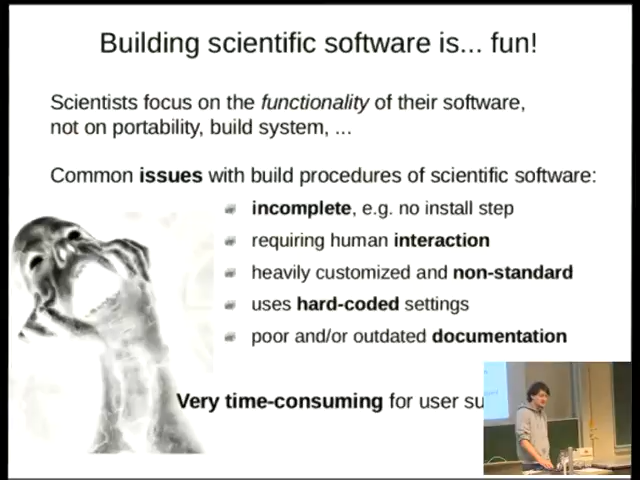 Building scientific software is... fun!
Scientists focus on the functionality of their software,
not on portability, build system, ...
Common issues with build procedures of scientific software:
incomplete, e.g. no install step
requiring human interaction
heavily customized and non-standard
uses hard-coded settings
poor and/or outdated documentation
Very time-consuming for user su